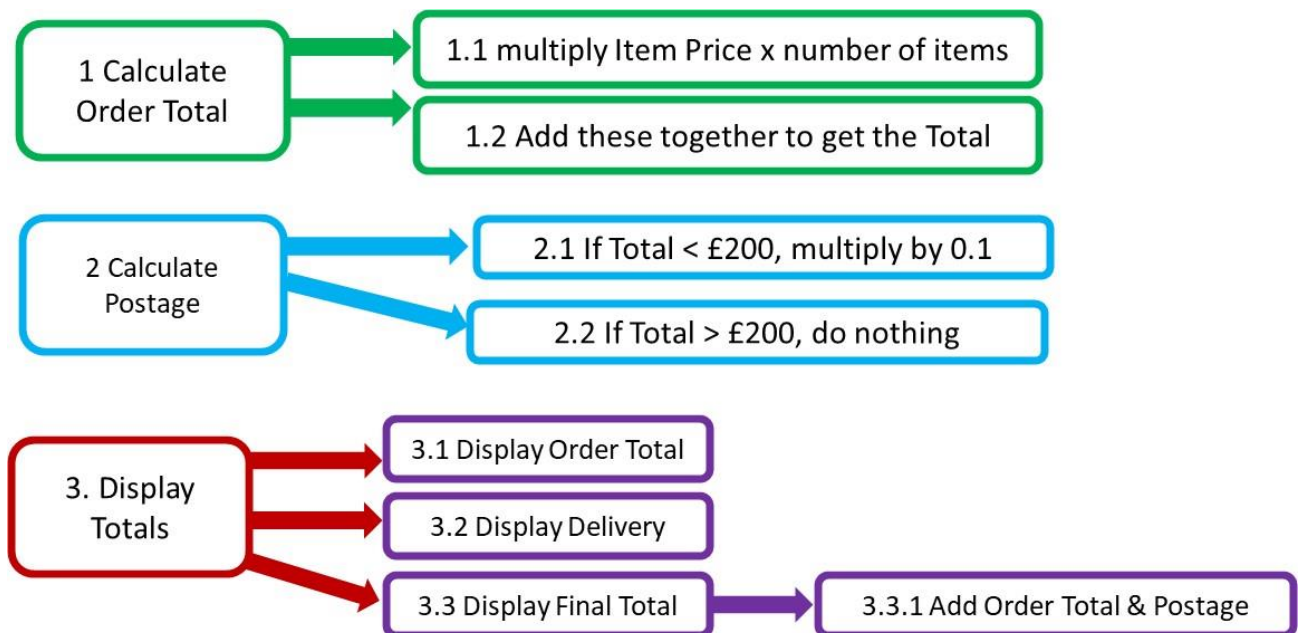 1 Calculate
Order Total
1.1 multiply Item Price x number of items
1.2 Add these together to get the Total
2 Calculate
Postage
2.1 If Total < £200, multiply by 0.1
2.2 If Total > £200, do nothing
3. Display
Totals
3.1 Display Order Total
3.2 Display Delivery
3.3 Display Final Total
3.3.1 Add Order Total & Postage